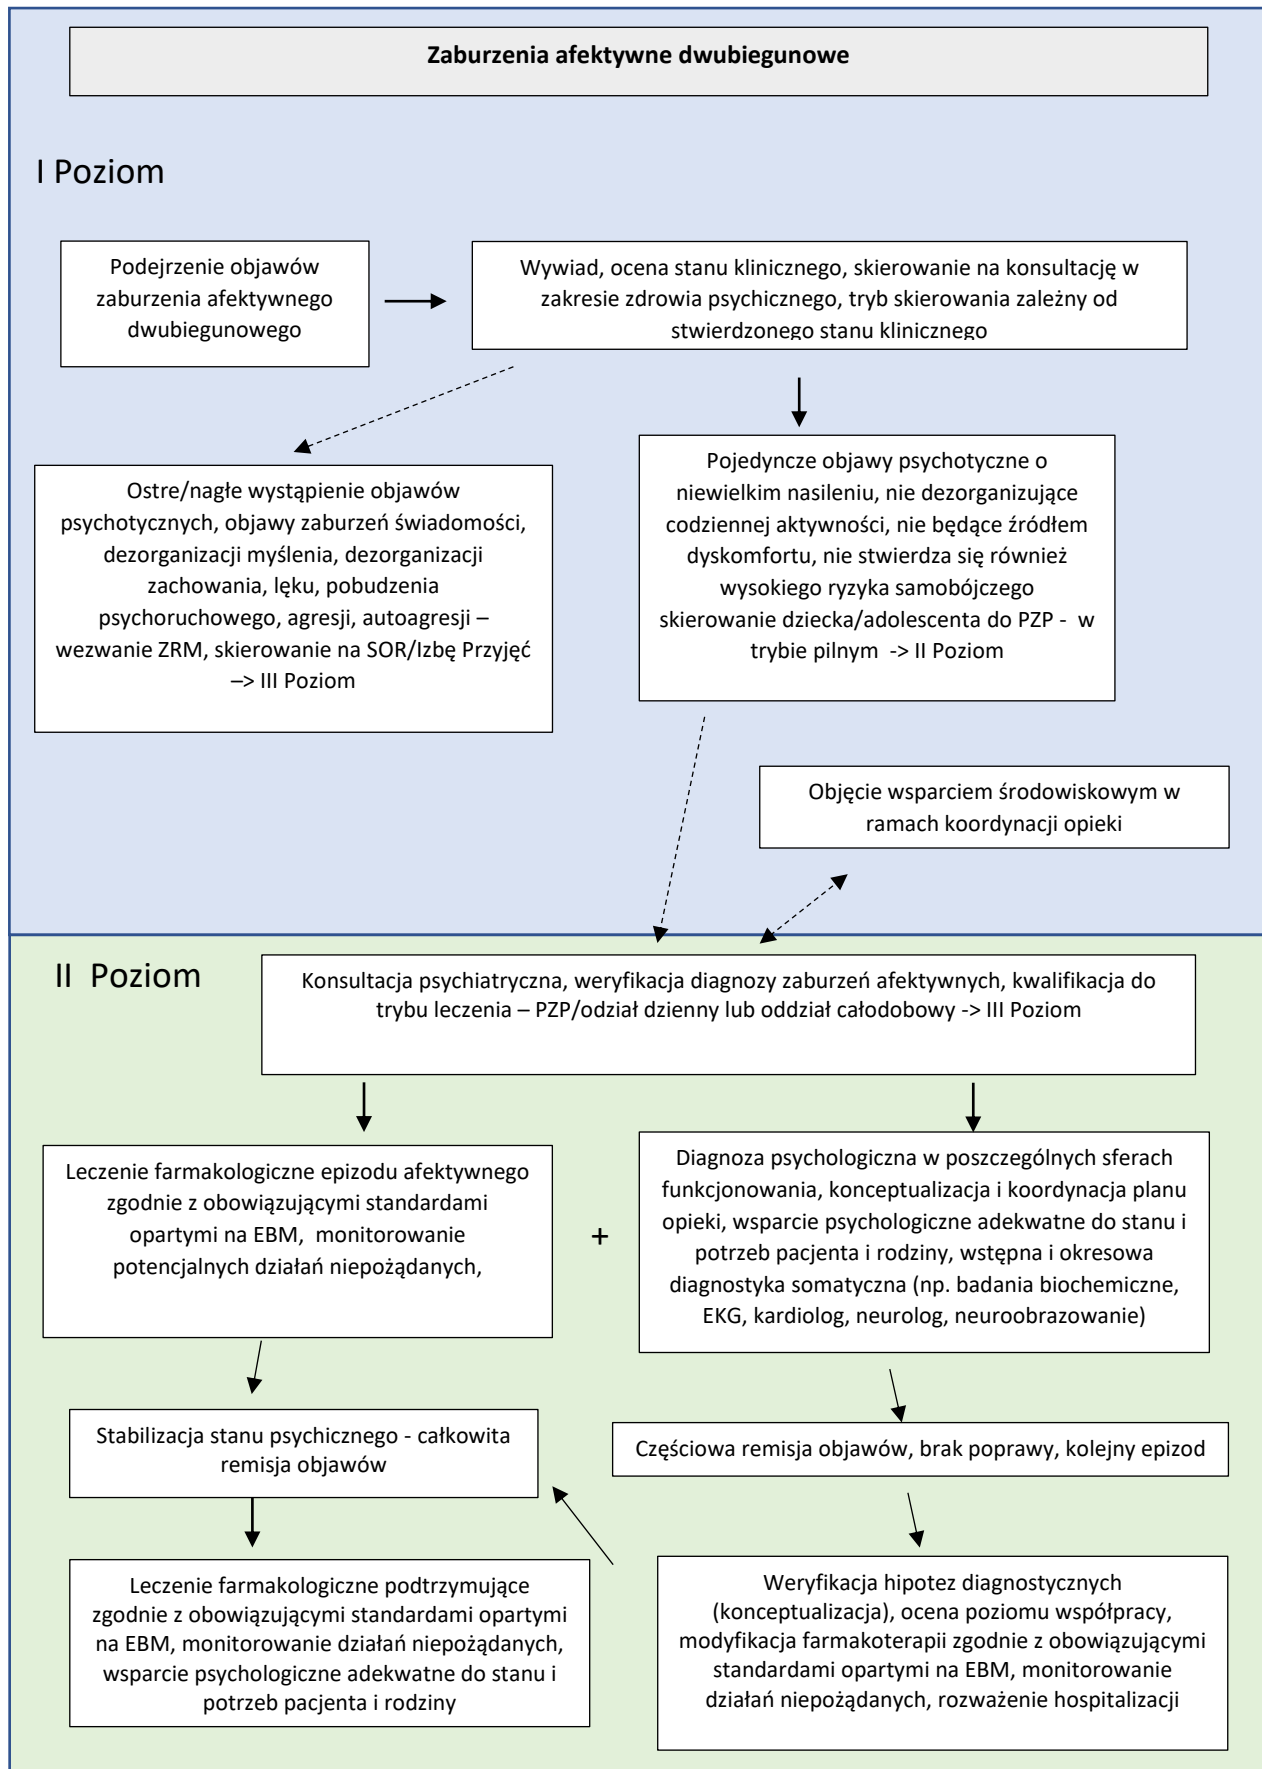 Zaburzenia afektywne dwubiegunowe
I Poziom
Podejrzenie objawów
zaburzenia afektywnego
dwubiegunowego
Wywiad, ocena stanu klinicznego, skierowanie na konsultację w
zakresie zdrowia psychicznego, tryb skierowania zależny od
stwierdzonego stanu klinicznego
Ostre/nagłe wystąpienie objawów
psychotycznych, objawy zaburzeń świadomości,
dezorganizacji myślenia, dezorganizacji
zachowania, lęku, pobudzenia
psychoruchowego, agresji, autoagresji –
wezwanie ZRM, skierowanie na SOR/Izbę Przyjęć
–> III Poziom
Pojedyncze objawy psychotyczne o
niewielkim nasileniu, nie dezorganizujące
codziennej aktywności, nie będące źródłem
dyskomfortu, nie stwierdza się również
wysokiego ryzyka samobójczego
skierowanie dziecka/adolescenta do PZP - w
trybie pilnym -> II Poziom
Objęcie wsparciem środowiskowym w
ramach koordynacji opieki
II Poziom
Konsultacja psychiatryczna, weryfikacja diagnozy zaburzeń afektywnych, kwalifikacja do
trybu leczenia – PZP/odział dzienny lub oddział całodobowy -> III Poziom
Leczenie farmakologiczne epizodu afektywnego
zgodnie z obowiązującymi standardami
opartymi na EBM, monitorowanie
potencjalnych działań niepożądanych,
+
Diagnoza psychologiczna w poszczególnych sferach
funkcjonowania, konceptualizacja i koordynacja planu
opieki, wsparcie psychologiczne adekwatne do stanu i
potrzeb pacjenta i rodziny, wstępna i okresowa
diagnostyka somatyczna (np. badania biochemiczne,
EKG, kardiolog, neurolog, neuroobrazowanie)
Stabilizacja stanu psychicznego - całkowita
remisja objawów
Częściowa remisja objawów, brak poprawy, kolejny epizod
Leczenie farmakologiczne podtrzymujące
zgodnie z obowiązującymi standardami opartymi
na EBM, monitorowanie działań niepożądanych,
wsparcie psychologiczne adekwatne do stanu i
potrzeb pacjenta i rodziny
Weryfikacja hipotez diagnostycznych
(konceptualizacja), ocena poziomu współpracy,
modyfikacja farmakoterapii zgodnie z obowiązującymi
standardami opartymi na EBM, monitorowanie
działań niepożądanych, rozważenie hospitalizacji